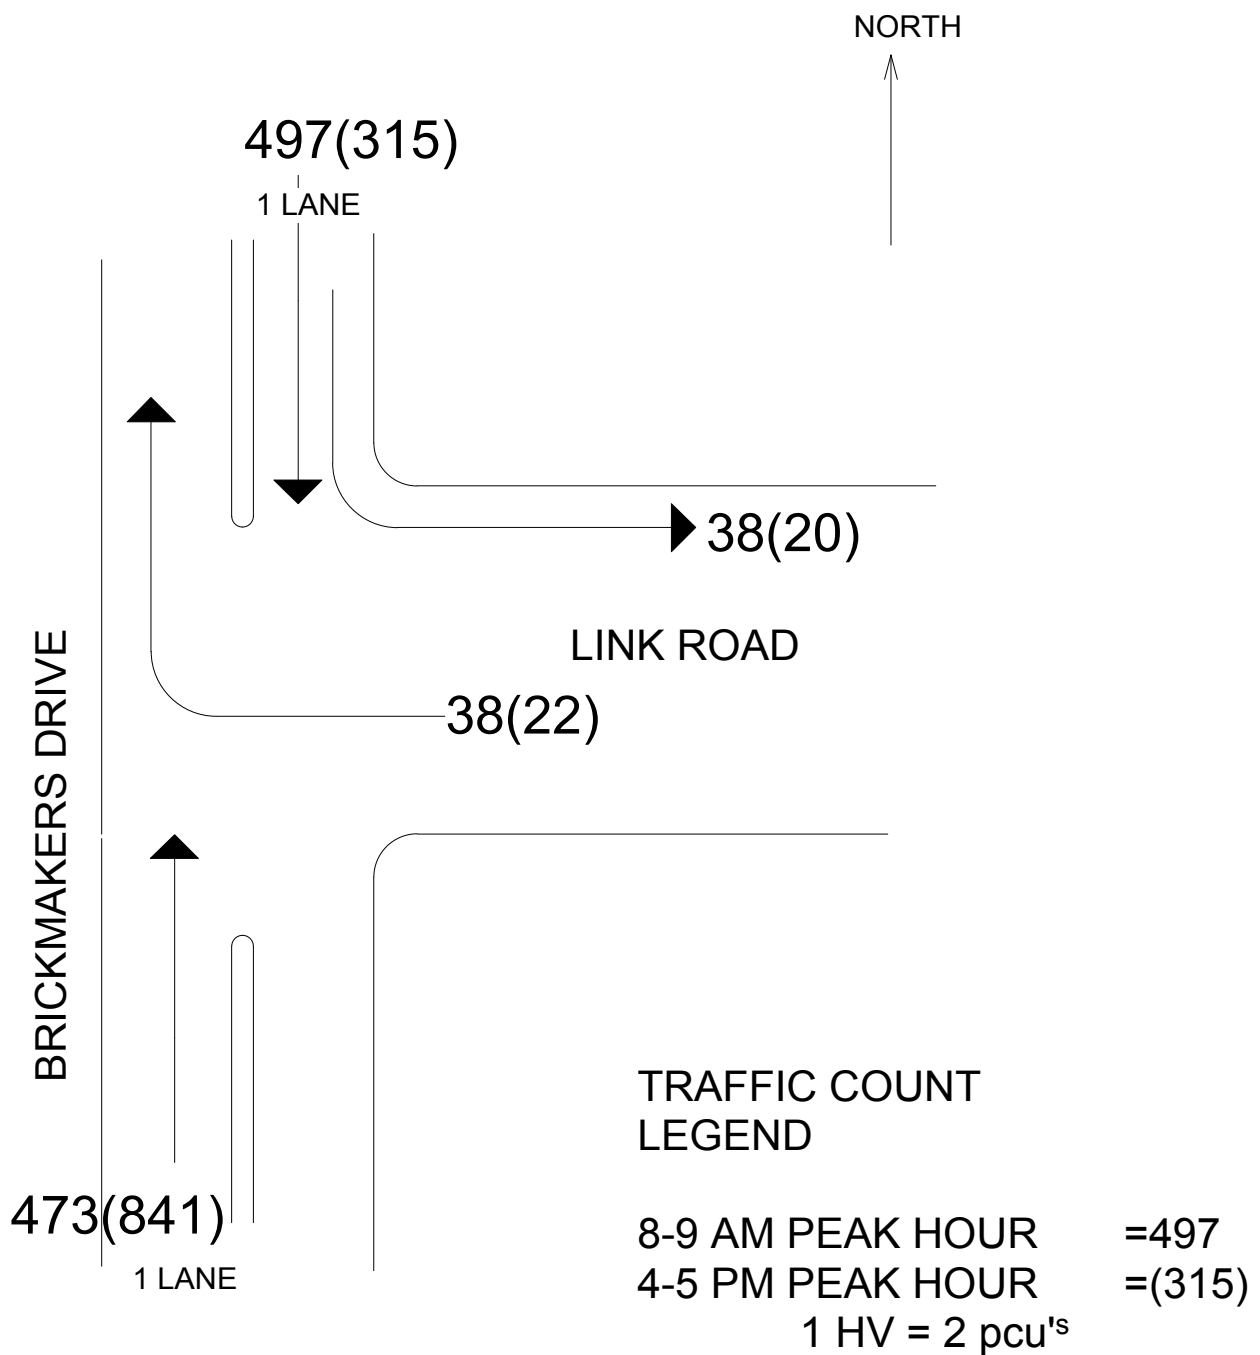 NORTH
497(315)
1 LANE
38(20)
LINK ROAD
38(22)
BRICKMAKERS DRIVE
TRAFFIC COUNT
LEGEND
473(841)
1 LANE
8-9 AM PEAK HOUR =497
4-5 PM PEAK HOUR =(315)
1 HV = 2 pcu's